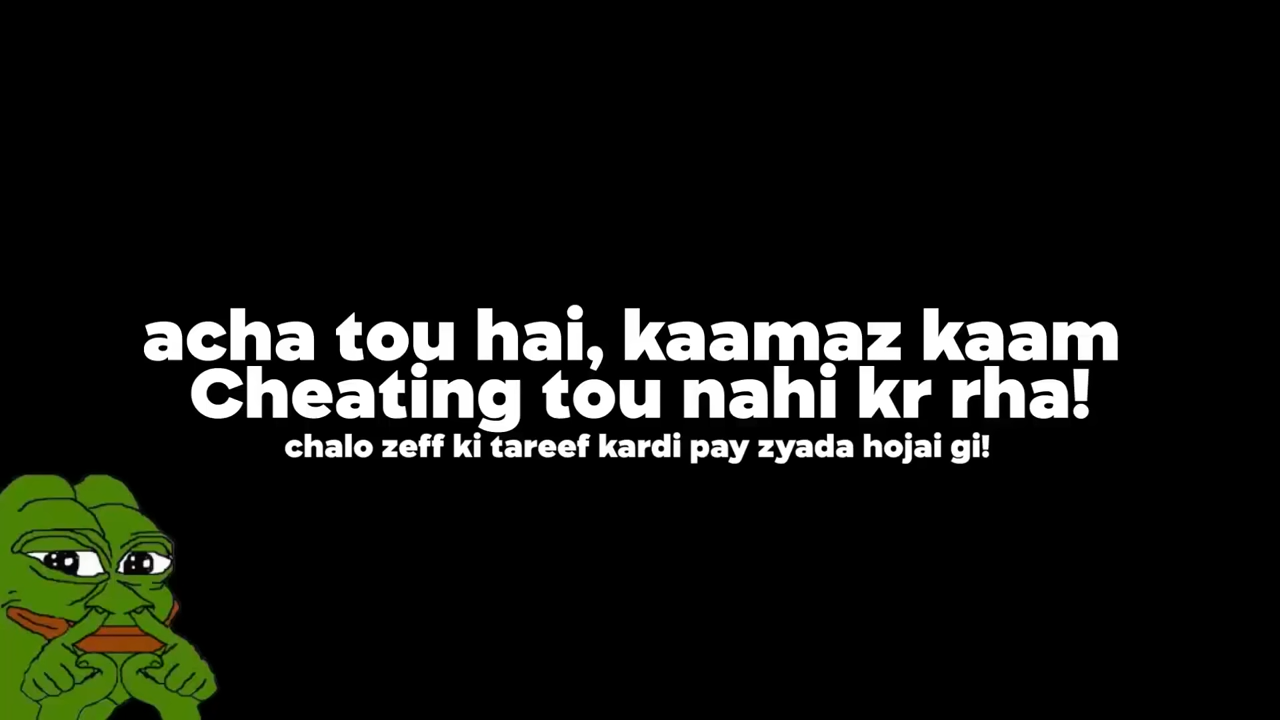 acha tou hai, kaamaz kaam
Cheating tou nahi kr rha!
chalo zeff ki tareef kardi pay zyada hojai gi!